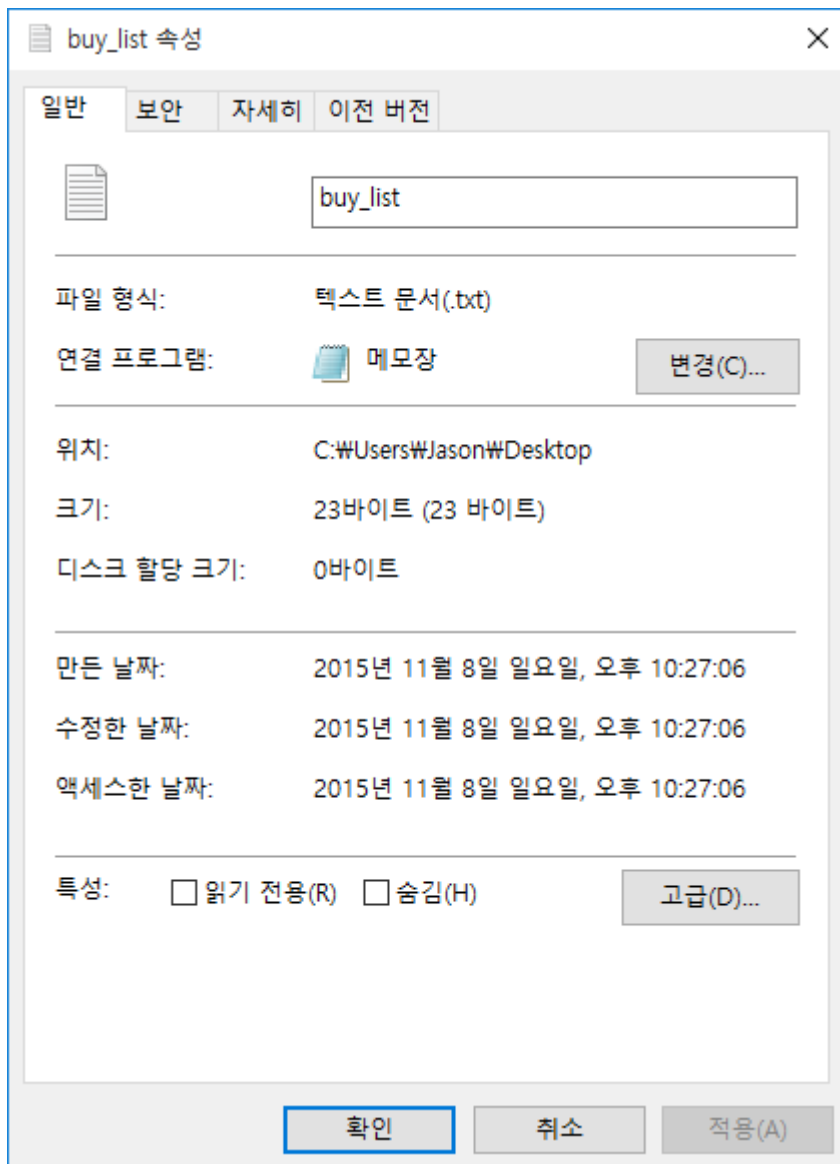 buy_list 속성
일반 보안 자세히 이전 버전
buy_list
파일 형식: 텍스트 문서(.txt)
연결 프로그램: 메모장 변경(C)...
위치: C:₩Users₩Jason₩Desktop
크기: 23바이트 (23 바이트)
디스크 할당 크기: 0바이트
만든 날짜: 2015년 11월 8일 일요일, 오후 10:27:06
수정한 날짜: 2015년 11월 8일 일요일, 오후 10:27:06
액세스한 날짜: 2015년 11월 8일 일요일, 오후 10:27:06
특성: 읽기 전용(R) 숨김(H) 고급(D)...
확인 취소 적용(A)